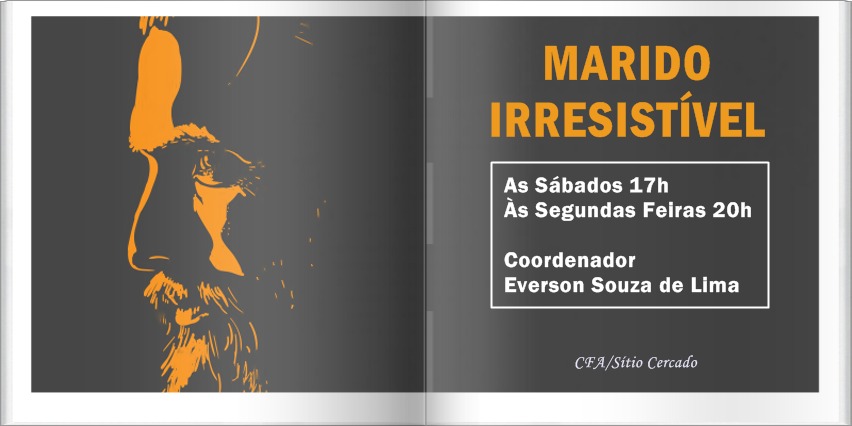 MARIDO
IRRESISTÍVEL
As Sábados 17h
Às Segundas Feiras 20h
Coordenador
Everson Souza de Lima
CFA/Sítio Cercado